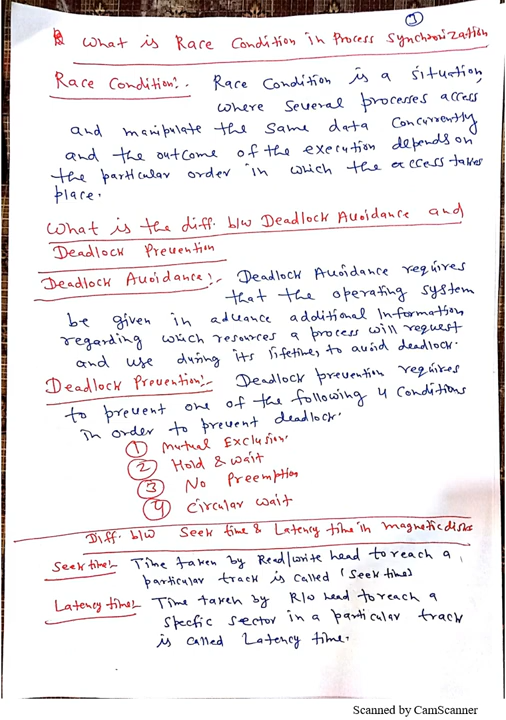 1
What is Race Condition in Process Synchronization
Race Condition:- Race Condition is a situation,
where several processes access
and manipulate the same data concurrently
and the outcome of the execution depends on
the particular order in which the access takes
place.
What is the diff. b/w Deadlock Avoidance and
Deadlock Prevention
Deadlock Avoidance:- Deadlock Avoidance requires
that the operating system
be given in advance additional Information
regarding which resources a process will request
and use during its lifetime, to avoid deadlock.
Deadlock Prevention:- Deadlock prevention requires
to prevent one of the following 4 Conditions
in order to prevent deadlock.
① Mutual Exclusion.
② Hold & wait
③ No Preemption
④ Circular wait
Diff. b/w Seek time & Latency time in magnetic disks
Seek time:- Time taken by Read/write head to reach a
particular track is called (Seek time)
Latency time:- Time taken by R/w head to reach a
specfic sector in a particular track
is called Latency time.
Scanned by CamScanner